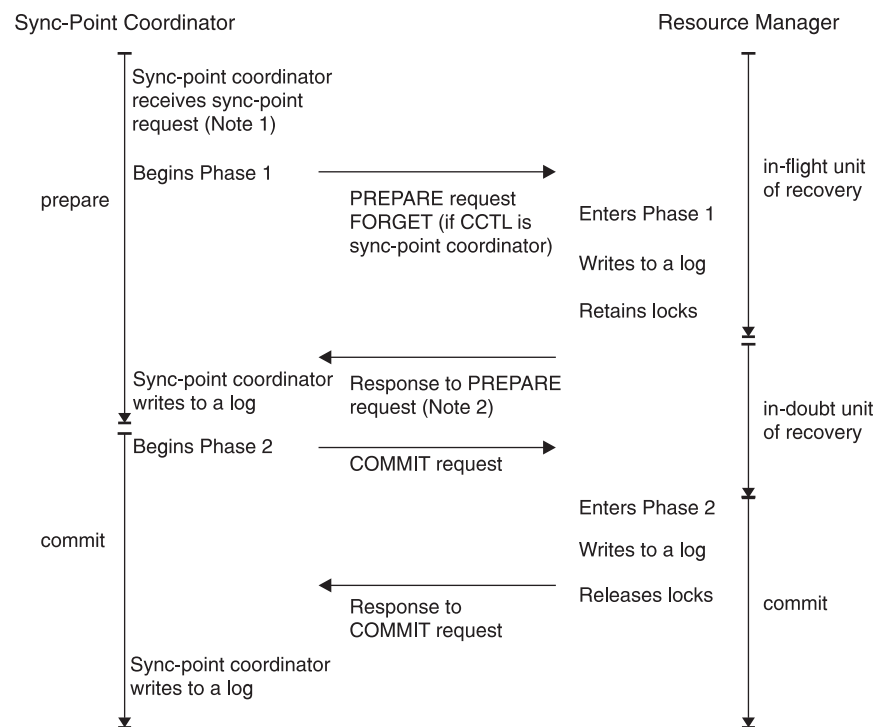 Sync-Point Coordinator
Resource Manager
Sync-point coordinator
receives sync-point
request (Note 1)
Begins Phase 1
prepare
PREPARE request
FORGET (if CCTL is
sync-point coordinator)
in-flight unit
of recovery
Enters Phase 1
Writes to a log
Retains locks
Sync-point coordinator
writes to a log
Response to PREPARE
request (Note 2)
in-doubt unit
of recovery
Begins Phase 2
COMMIT request
Enters Phase 2
commit
Writes to a log
Releases locks
commit
Response to
COMMIT request
Sync-point coordinator
writes to a log